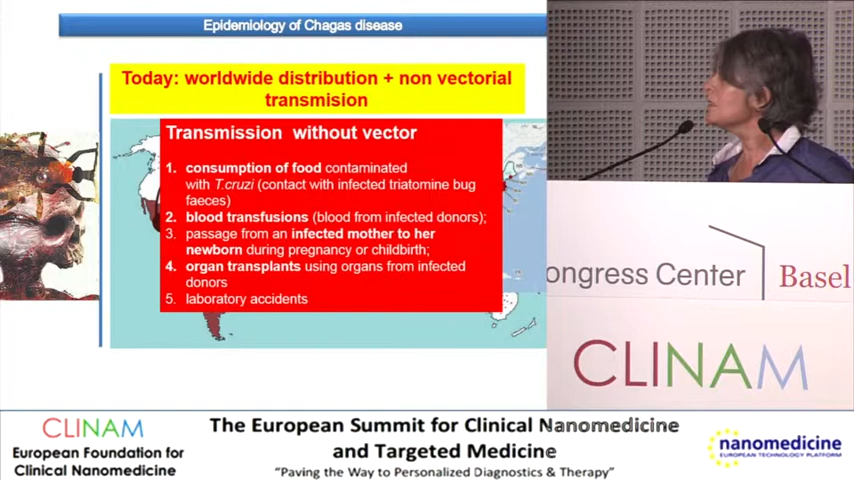 Epidemiology of Chagas disease
Today: worldwide distribution + non vectorial
transmision
Transmission without vector
1. consumption of food contaminated
with T.cruzi (contact with infected triatomine bug
faeces)
2. blood transfusions (blood from infected donors);
3. passage from an infected mother to her
newborn during pregnancy or childbirth;
4. organ transplants using organs from infected
donors
5. laboratory accidents
ongress Center
Basel
CLINAM
CLINAM
European Foundation for
Clinical Nanomedicine
The European Summit for Clinical Nanomedicine
and Targeted Medicine
"Paving the Way to Personalized Diagnostics & Therapy"
nanomedicine
EUROPEAN TECHNOLOGY PLATFORM